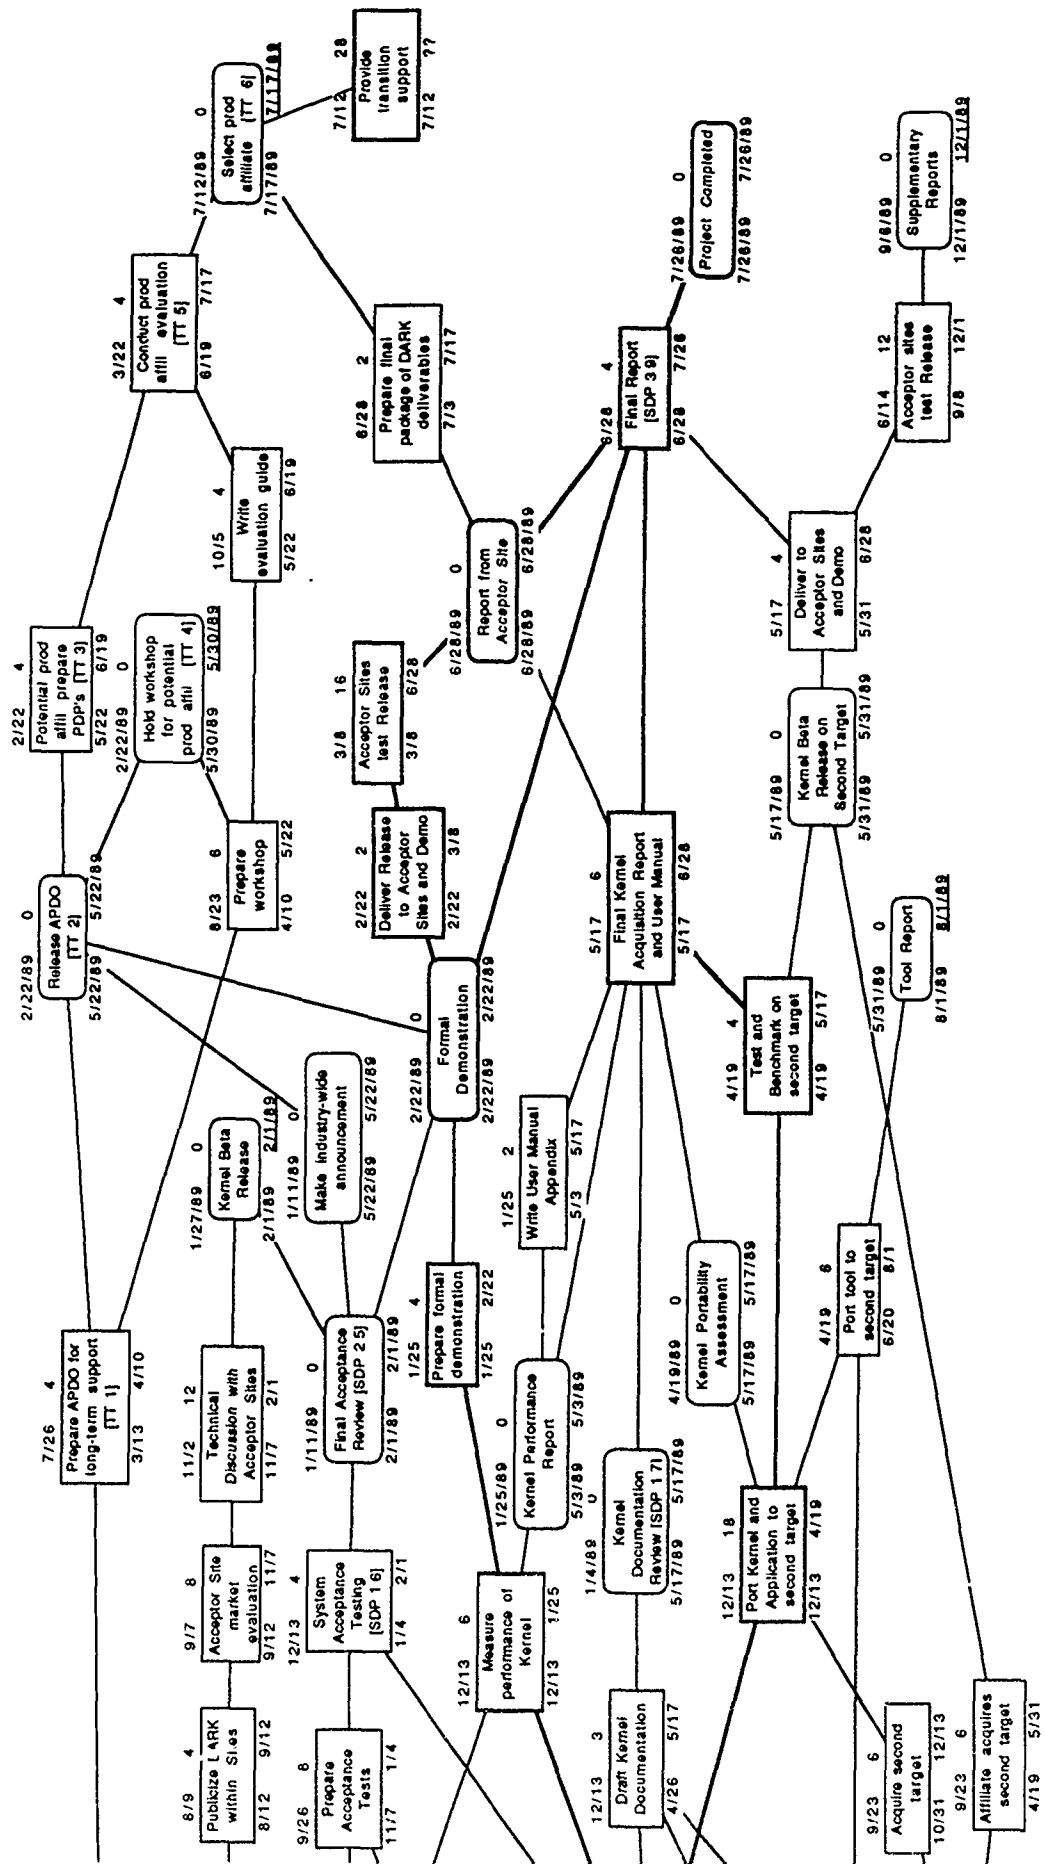 7/26 4
Prepare APDO for
long-term support
[TT 1]
3/13 4/10
2/22/89 0
Release APDO
[TT 2]
5/22/89 5/22/89
2/22 4
Potential prod
affil prepare
PDP's [TT 3]
5/22 6/19
3/22 4
Conduct prod
affil evaluation
[TT 5]
6/19 7/17
2/22/89 0
Hold workshop
for potential
prod affil [TT 4]
5/30/89 5/30/89
7/12/89 0
Select prod
affiliate [TT 6]
7/17/89 7/17/89
8/9 4
Publicize DARK
within Sites
8/12 9/12
9/7 8
Acceptor Site
market
evaluation
9/12 11/7
11/2 12
Technical
Discussion with
Acceptor Sites
11/7 2/1
1/27/89 0
Kernel Beta
Release
2/1/89 2/1/89
8/23 6
Prepare
workshop
4/10 5/22
10/5 4
Write
evaluation guide
5/22 6/19
9/26 8
Prepare
Acceptance
Tests
11/7 1/4
12/13 4
System
Acceptance
Testing
[SDP 1 6]
1/4 2/1
1/11/89 0
Final Acceptance
Review [SDP 2 5]
2/1/89 2/1/89
1/11/89 0
Make industry-wide
announcement
5/22/89 5/22/89
7/12 28
Provide
transition
support
7/12 ??
2/22 2
Deliver Release
to Acceptor
Sites and Demo
2/22 3/8
3/8 16
Acceptor Sites
test Release
3/8 6/28
6/28 2
Prepare final
package of DARK
deliverables
7/3 7/17
1/25 4
Prepare formal
demonstration
1/25 2/22
2/22/89 0
Formal
Demonstration
2/22/89 2/22/89
12/13 6
Measure
performance of
Kernel
12/13 1/25
1/25/89 0
Kernel Performance
Report
5/3/89 5/3/89
1/25 2
Write User Manual
Appendix
5/3 5/17
6/28/89 0
Report from
Acceptor Site
6/28/89 6/28/89
12/13 3
Draft Kernel
Documentation
4/26 5/17
1/4/89 0
Kernel
Documentation
Review [SDP 1 7]
5/17/89 5/17/89
5/17 6
Final Kernel
Acquisition Report
and User Manual
5/17 6/28
6/28 4
Final Report
[SDP 3 9]
6/28 7/26
4/19/89 0
Kernel Portability
Assessment
5/17/89 5/17/89
7/26/89 0
Project Completed
7/26/89 7/26/89
12/13 18
Port Kernel and
Application to
second target
12/13 4/19
4/19 4
Test and
Benchmark on
second target
4/19 5/17
5/17/89 0
Kernel Beta
Release on
Second Target
5/31/89 5/31/89
5/17 4
Deliver to
Acceptor Sites
and Demo
5/31 6/28
4/19 6
Port tool to
second target
6/20 8/1
5/31/89 0
Tool Report
8/1/89 8/1/89
6/14 12
Acceptor sites
test Release
9/8 12/1
9/6/89 0
Supplementary
Reports
12/1/89 12/1/89
9/23 6
Acquire second
target
10/31 12/13
9/23 6
Affiliate acquires
second target
4/19 5/31